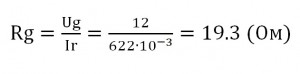 Rg = Ug/Ir = 12/622·10⁻³ = 19.3 (Ом)